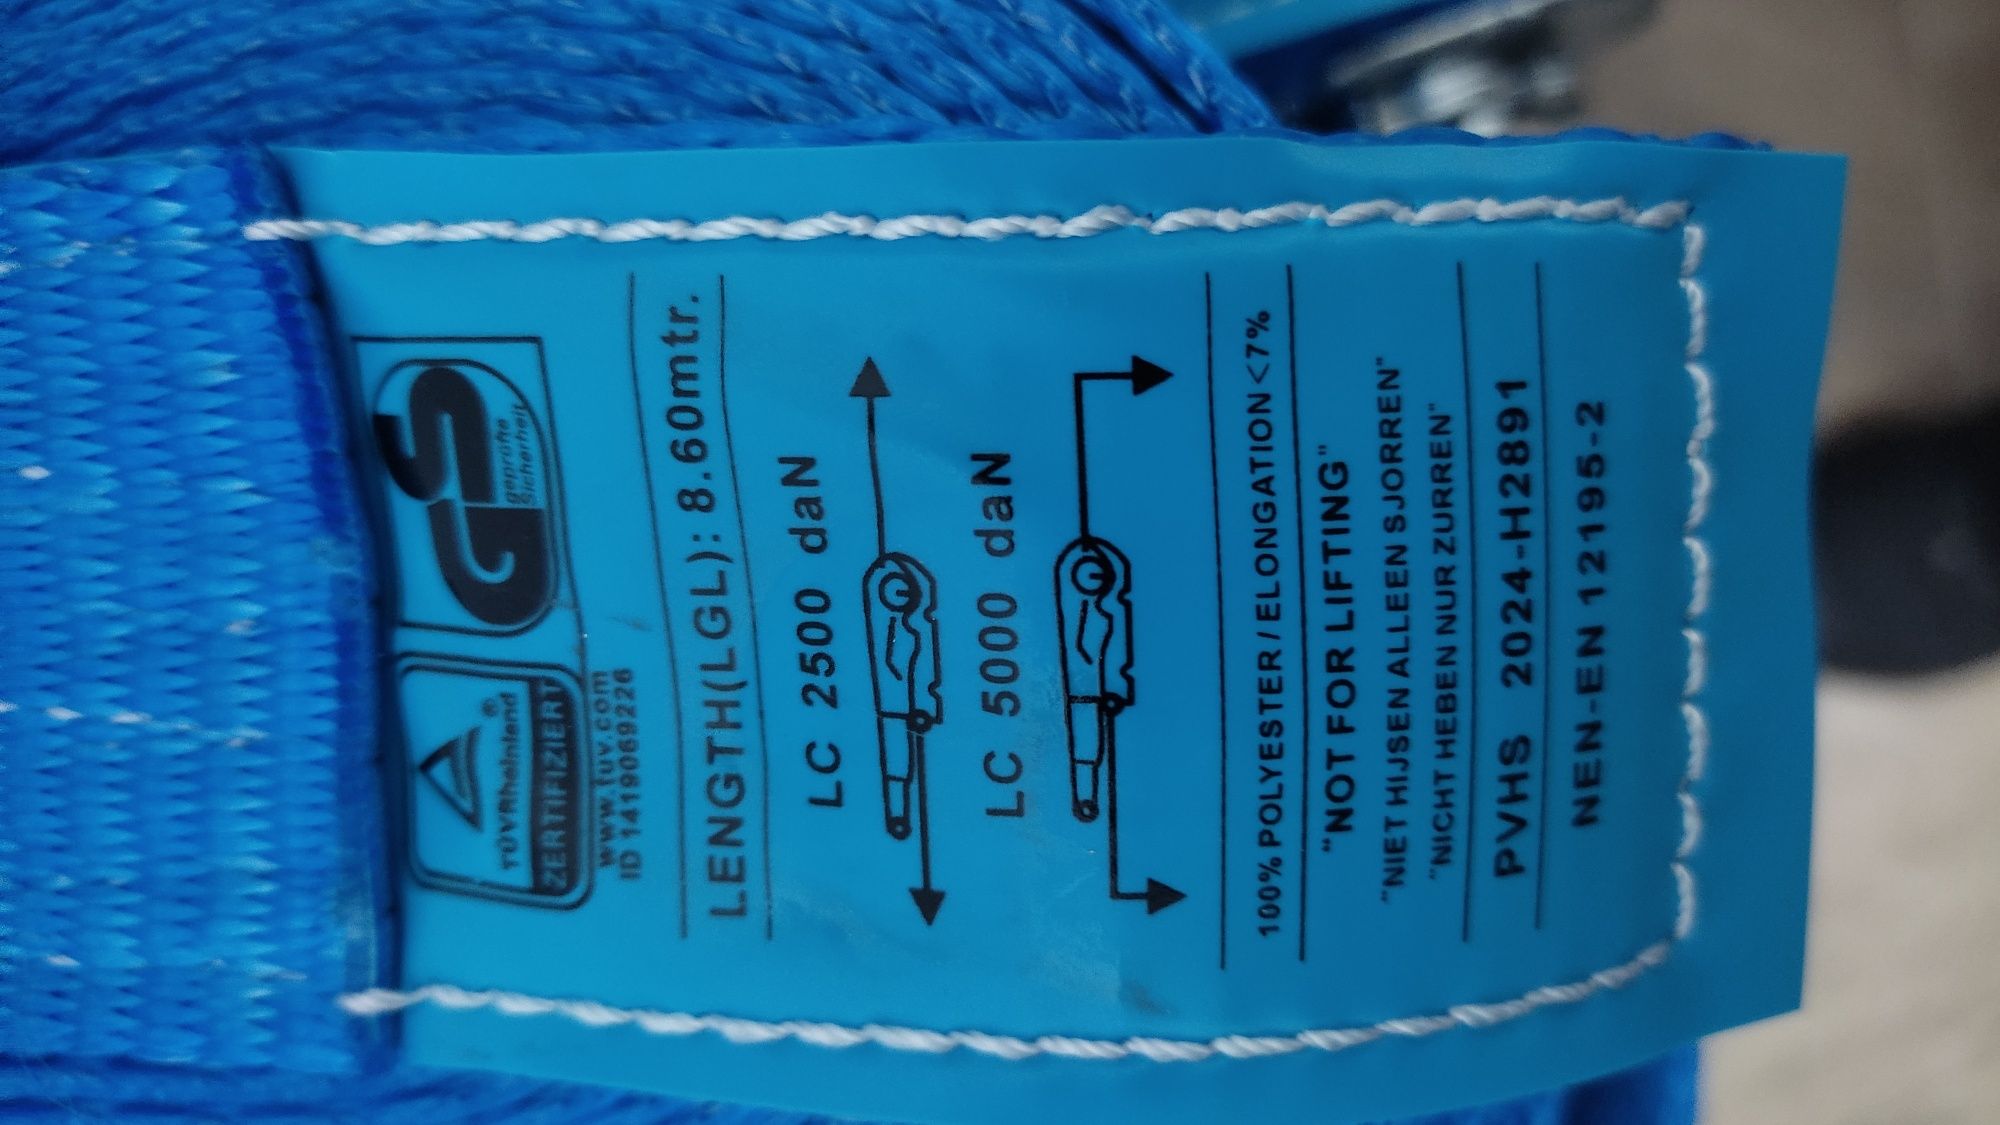 TÜVRheinland®
ZERTIFIZIERT
www.tuv.com
ID 1419069226
GS
geprüfte
Sicherheit
LENGTH(LGL): 8.60mtr.
LC 2500 daN
LC 5000 daN
100% POLYESTER / ELONGATION <7%
"NOT FOR LIFTING"
"NIET HIJSEN ALLEEN SJORREN"
"NICHT HEBEN NUR ZURREN"
PVHS 2024-H2891
NEN-EN 12195-2